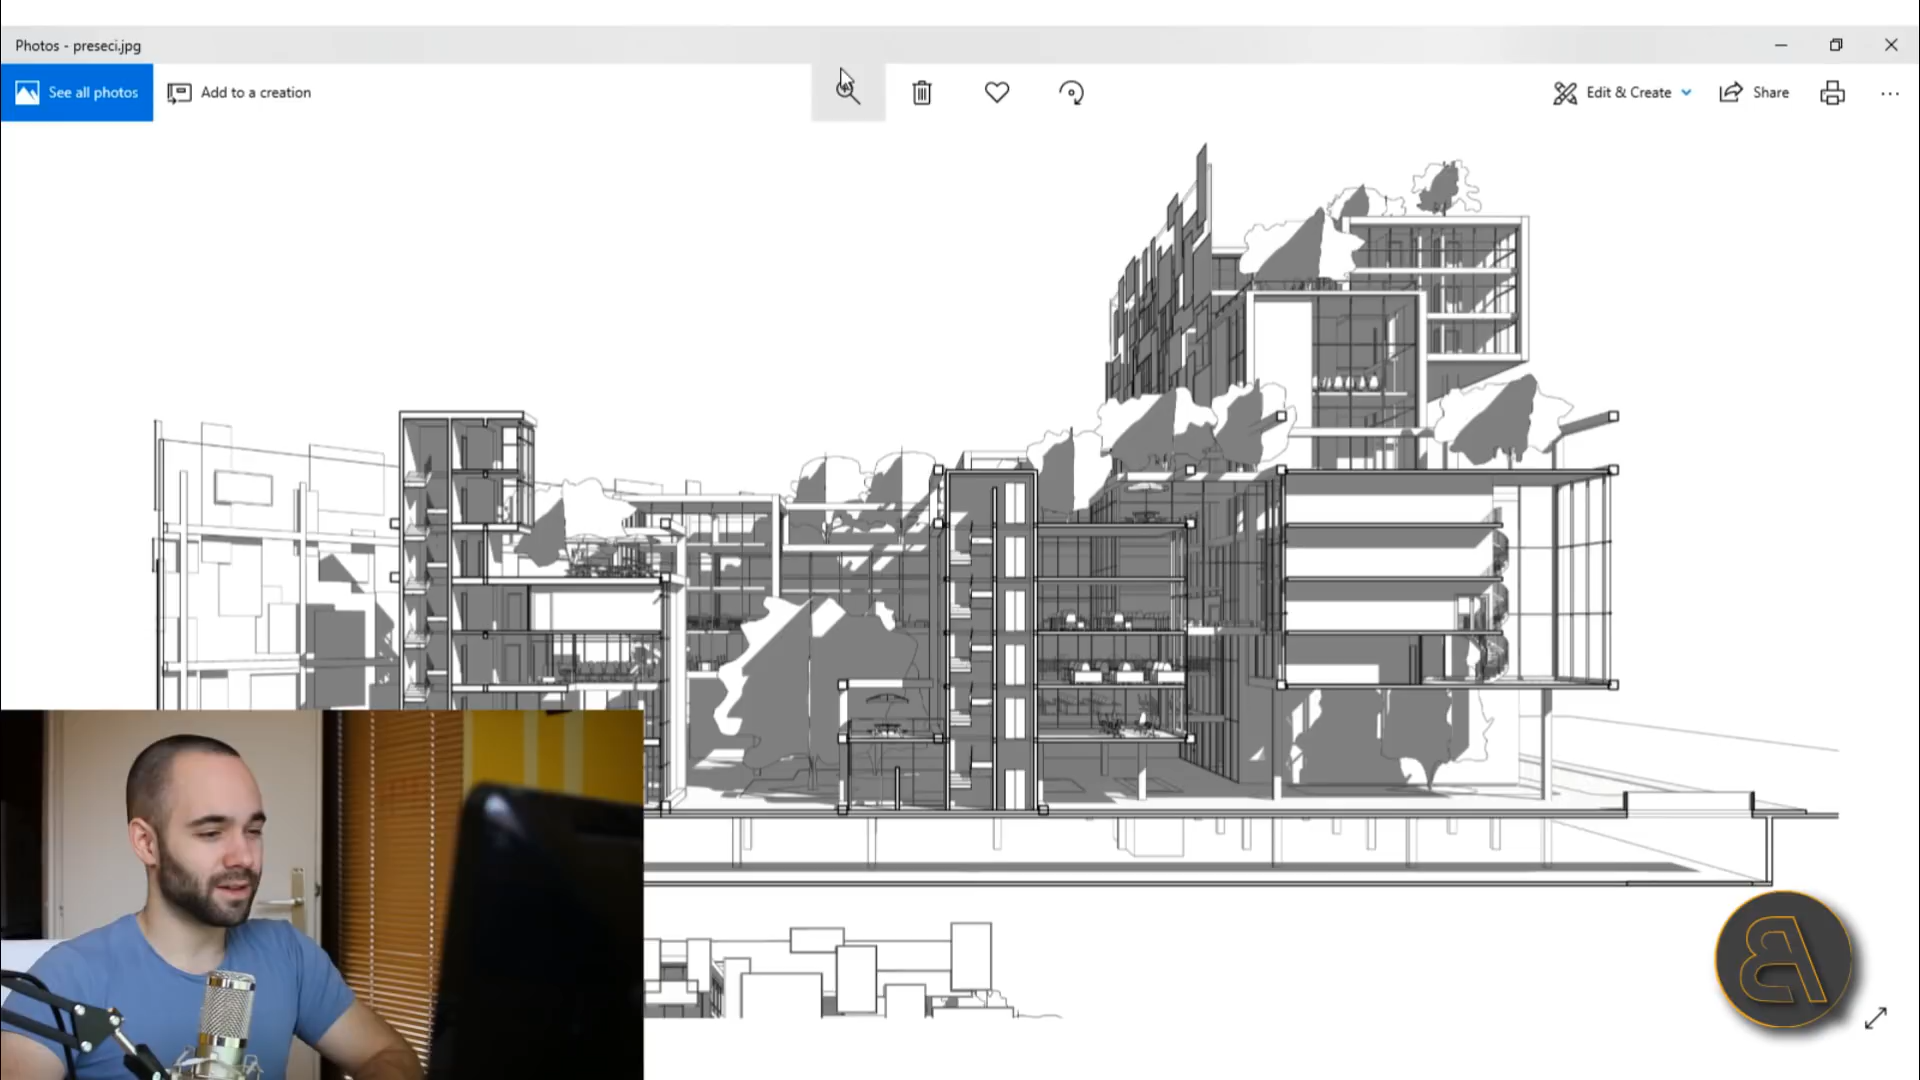 Photos - preseci.jpg
See all photos
Add to a creation
Edit & Create
Share